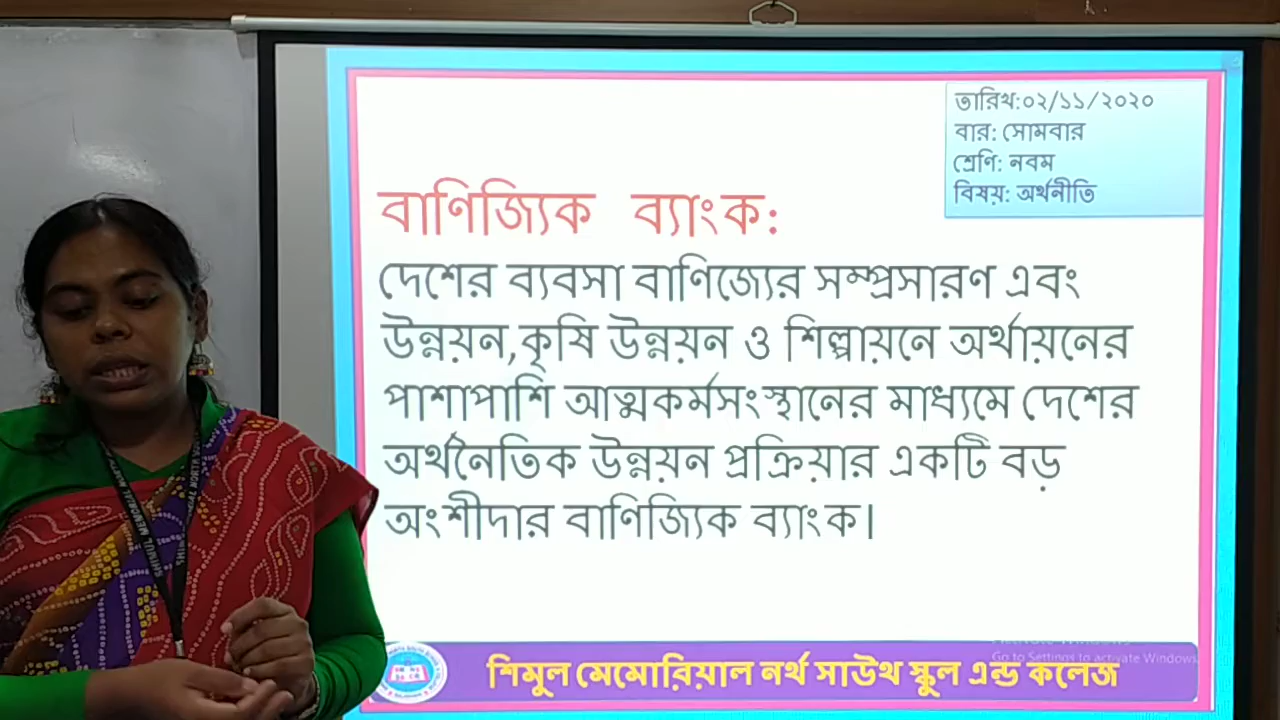 তারিখ:০২/১১/২০২০
বার: সোমবার
শ্রেণি: নবম
বিষয়: অর্থনীতি
বাণিজ্যিক ব্যাংক:
দেশের ব্যবসা বাণিজ্যের সম্প্রসারণ এবং
উন্নয়ন,কৃষি উন্নয়ন ও শিল্পায়নে অর্থায়নের
পাশাপাশি আত্মকর্মসংস্থানের মাধ্যমে দেশের
অর্থনৈতিক উন্নয়ন প্রক্রিয়ার একটি বড়
অংশীদার বাণিজ্যিক ব্যাংক।
Go to Settings to activate Windows.
শিমুল মেমোরিয়াল নর্থ সাউথ স্কুল এন্ড কলেজ